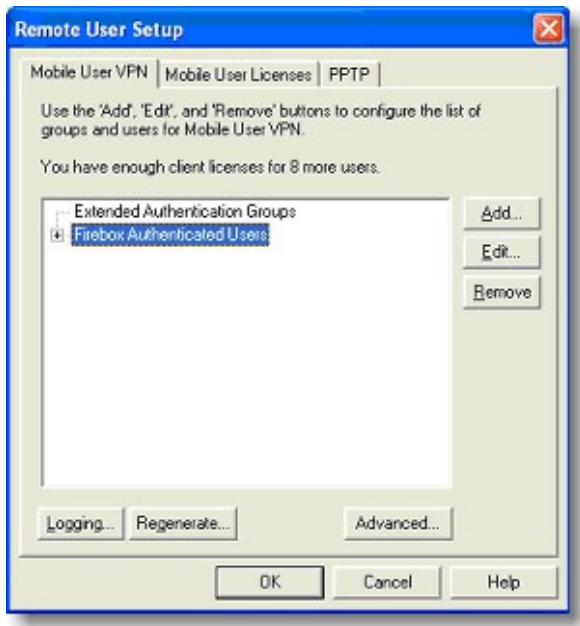 Remote User Setup
Mobile User VPN
Mobile User Licenses
PPTP
Use the 'Add', 'Edit', and 'Remove' buttons to configure the list of
groups and users for Mobile User VPN.
You have enough client licenses for 8 more users.
Extended Authentication Groups
Firebox Authenticated Users
Add...
Edit...
Remove
Logging...
Regenerate...
Advanced...
OK
Cancel
Help